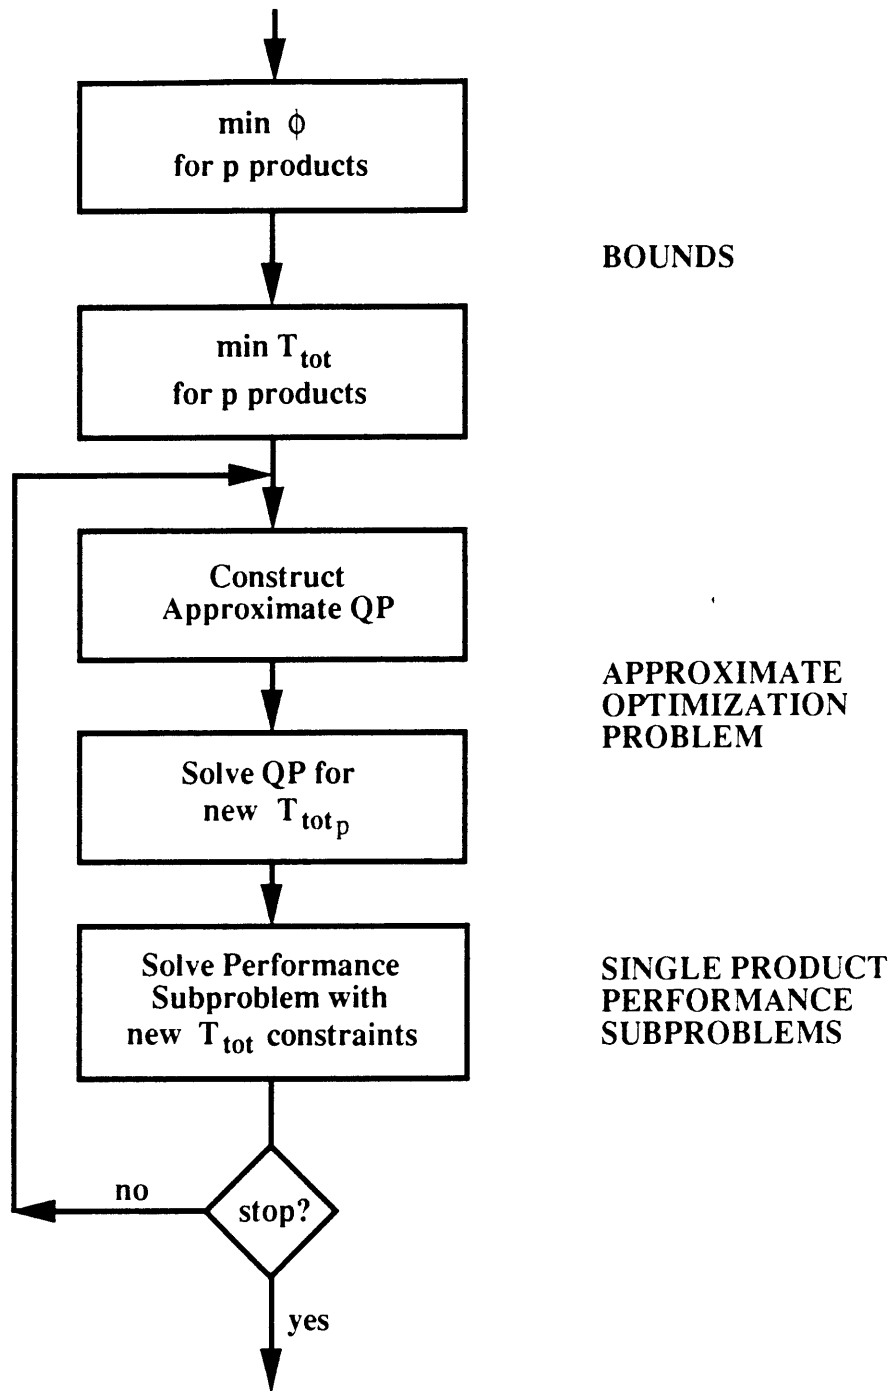 min ϕ
for p products
BOUNDS
min T_tot
for p products
Construct
Approximate QP
APPROXIMATE
OPTIMIZATION
PROBLEM
Solve QP for
new T_tot_p
Solve Performance
Subproblem with
new T_tot constraints
SINGLE PRODUCT
PERFORMANCE
SUBPROBLEMS
no
stop?
yes